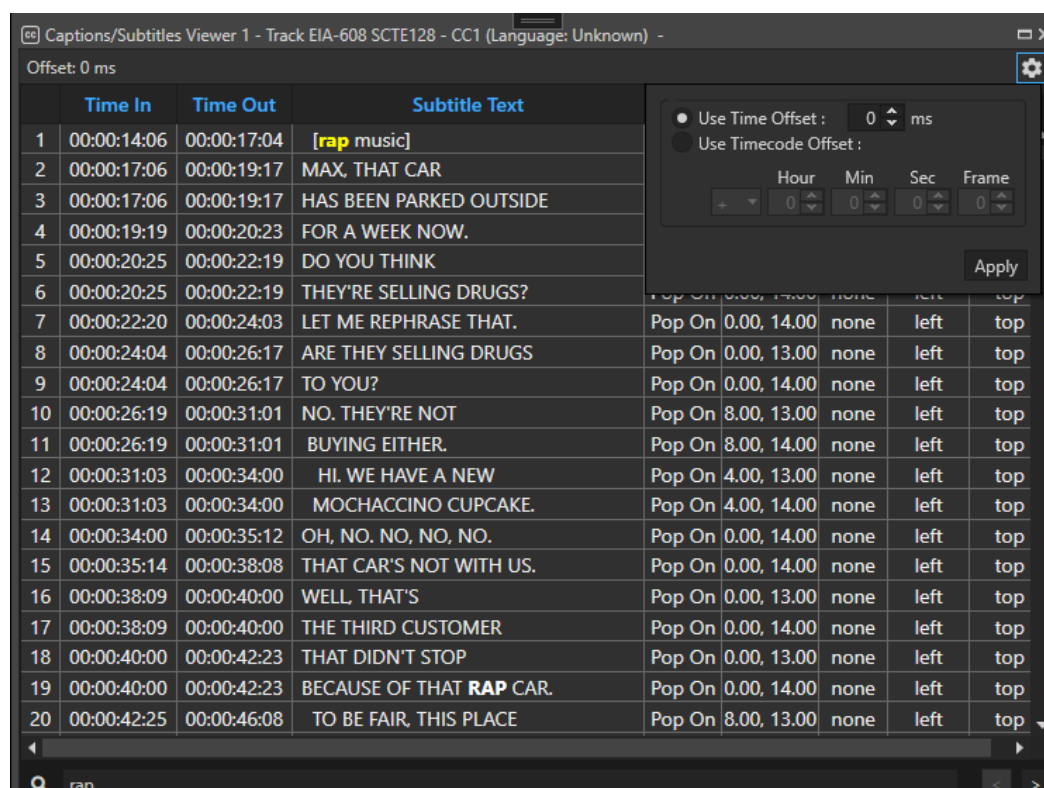 CC Captions/Subtitles Viewer 1 - Track EIA-608 SCTE128 - CC1 (Language: Unknown) -
Offset: 0 ms
Time In Time Out Subtitle Text
Use Time Offset : 0 ms
Use Timecode Offset :
Hour Min Sec Frame
+ 0 0 0 0
Apply
1 00:00:14:06 00:00:17:04 [rap music]
2 00:00:17:06 00:00:19:17 MAX, THAT CAR
3 00:00:17:06 00:00:19:17 HAS BEEN PARKED OUTSIDE
4 00:00:19:19 00:00:20:23 FOR A WEEK NOW.
5 00:00:20:25 00:00:22:19 DO YOU THINK
6 00:00:20:25 00:00:22:19 THEY'RE SELLING DRUGS? Pop On 0.00, 14.00 none left top
7 00:00:22:20 00:00:24:03 LET ME REPHRASE THAT. Pop On 0.00, 14.00 none left top
8 00:00:24:04 00:00:26:17 ARE THEY SELLING DRUGS Pop On 0.00, 13.00 none left top
9 00:00:24:04 00:00:26:17 TO YOU? Pop On 0.00, 14.00 none left top
10 00:00:26:19 00:00:31:01 NO. THEY'RE NOT Pop On 8.00, 13.00 none left top
11 00:00:26:19 00:00:31:01 BUYING EITHER. Pop On 8.00, 14.00 none left top
12 00:00:31:03 00:00:34:00 HI. WE HAVE A NEW Pop On 4.00, 13.00 none left top
13 00:00:31:03 00:00:34:00 MOCHACCINO CUPCAKE. Pop On 4.00, 14.00 none left top
14 00:00:34:00 00:00:35:12 OH, NO. NO, NO, NO. Pop On 0.00, 14.00 none left top
15 00:00:35:14 00:00:38:08 THAT CAR'S NOT WITH US. Pop On 0.00, 14.00 none left top
16 00:00:38:09 00:00:40:00 WELL, THAT'S Pop On 0.00, 13.00 none left top
17 00:00:38:09 00:00:40:00 THE THIRD CUSTOMER Pop On 0.00, 14.00 none left top
18 00:00:40:00 00:00:42:23 THAT DIDN'T STOP Pop On 0.00, 13.00 none left top
19 00:00:40:00 00:00:42:23 BECAUSE OF THAT RAP CAR. Pop On 0.00, 14.00 none left top
20 00:00:42:25 00:00:46:08 TO BE FAIR, THIS PLACE Pop On 8.00, 13.00 none left top
rap < >